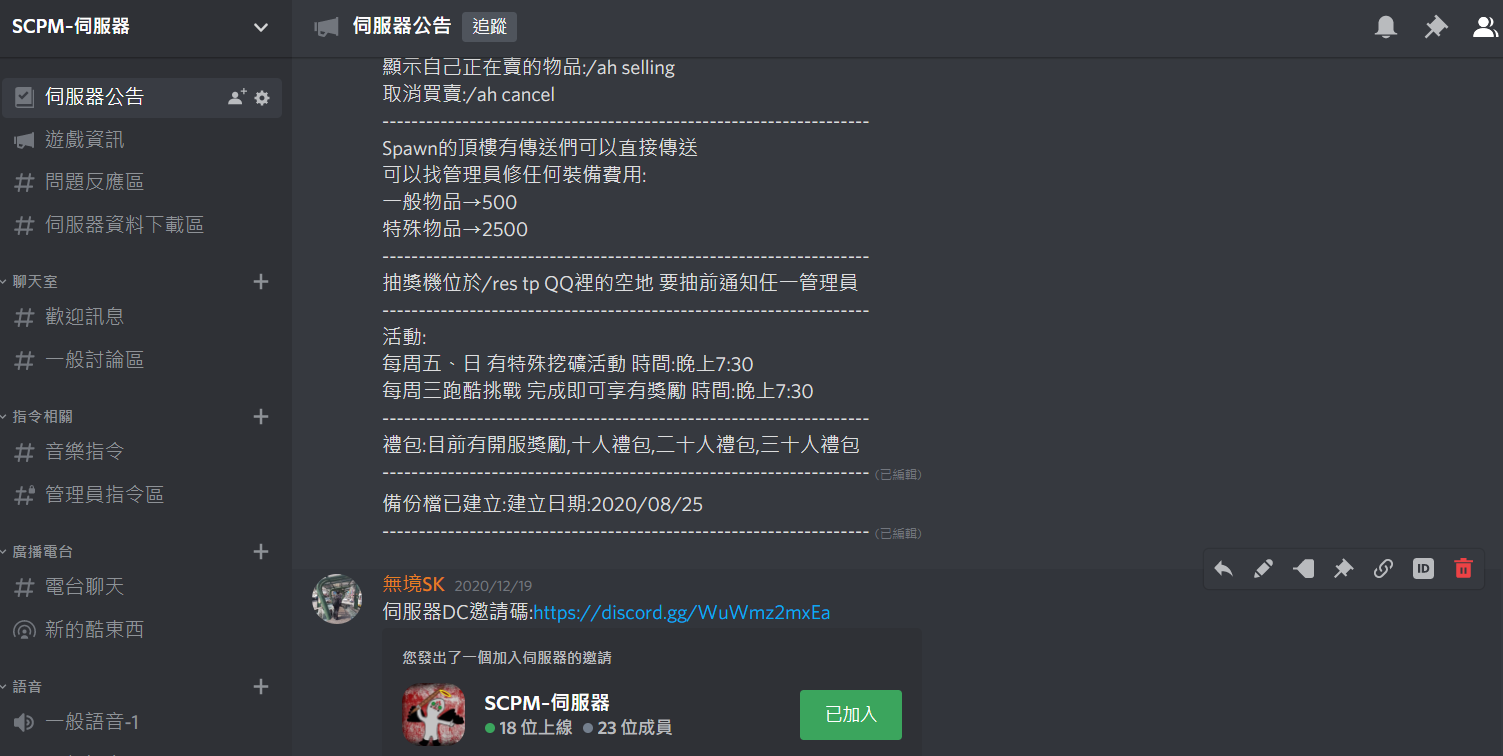 SCPM-伺服器
伺服器公告
遊戲資訊
問題反應區
伺服器資料下載區
聊天室
歡迎訊息
一般討論區
指令相關
音樂指令
管理員指令區
廣播電台
電台聊天
新的酷東西
語音
一般語音-1
伺服器公告 追蹤
顯示自己正在賣的物品:/ah selling
取消買賣:/ah cancel
------------------------------------------------------------------
Spawn的頂樓有傳送們可以直接傳送
可以找管理員修任何裝備費用:
一般物品→500
特殊物品→2500
------------------------------------------------------------------
抽獎機位於/res tp QQ裡的空地 要抽前通知任一管理員
------------------------------------------------------------------
活動:
每周五、日 有特殊挖礦活動 時間:晚上7:30
每周三跑酷挑戰 完成即可享有獎勵 時間:晚上7:30
------------------------------------------------------------------
禮包:目前有開服獎勵,十人禮包,二十人禮包,三十人禮包
------------------------------------------------------------------ (已編輯)
備份檔已建立:建立日期:2020/08/25
------------------------------------------------------------------ (已編輯)
ID
無境SK 2020/12/19
伺服器DC邀請碼:https://discord.gg/WuWmz2mxEa
您發出了一個加入伺服器的邀請
SCPM-伺服器
18 位上線 23 位成員
已加入